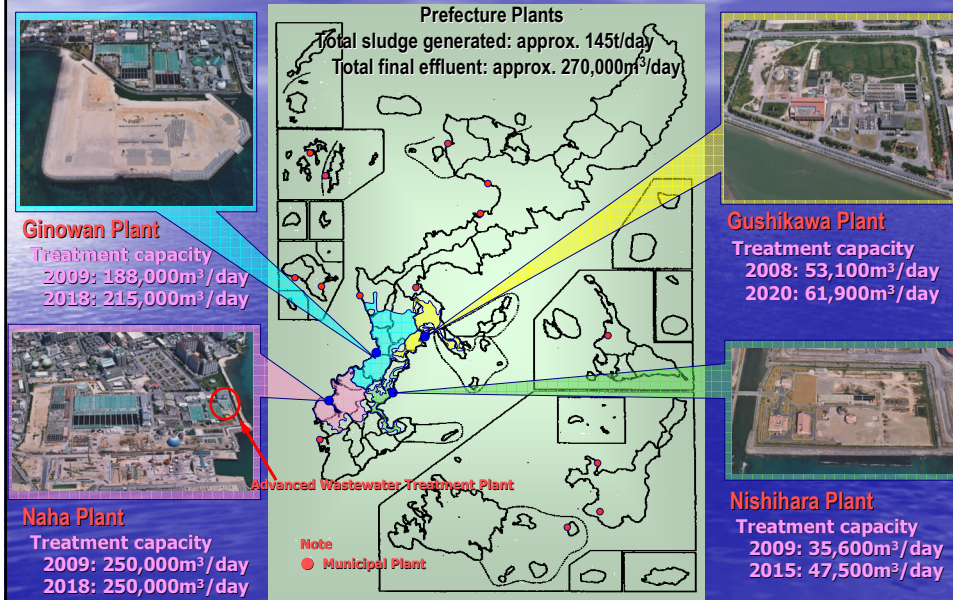 Prefecture Plants
Total sludge generated: approx. 145t/day
Total final effluent: approx. 270,000m³/day
Ginowan Plant
Treatment capacity
2009: 188,000m³/day
2018: 215,000m³/day
Gushikawa Plant
Treatment capacity
2008: 53,100m³/day
2020: 61,900m³/day
Advanced Wastewater Treatment Plant
Naha Plant
Treatment capacity
2009: 250,000m³/day
2018: 250,000m³/day
Nishihara Plant
Treatment capacity
2009: 35,600m³/day
2015: 47,500m³/day
Note
Municipal Plant